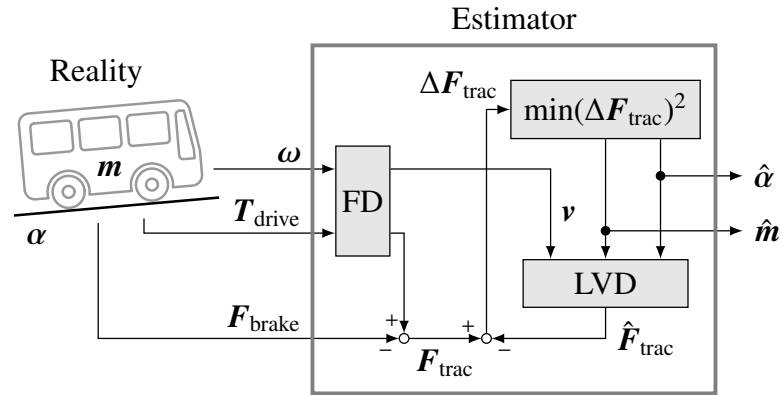 Estimator
Reality
ΔF_trac
min(ΔF_trac)²
m
ω
FD
α̂
T_drive
v
m̂
α
LVD
F_brake
+
−
F_trac
+
−
F̂_trac